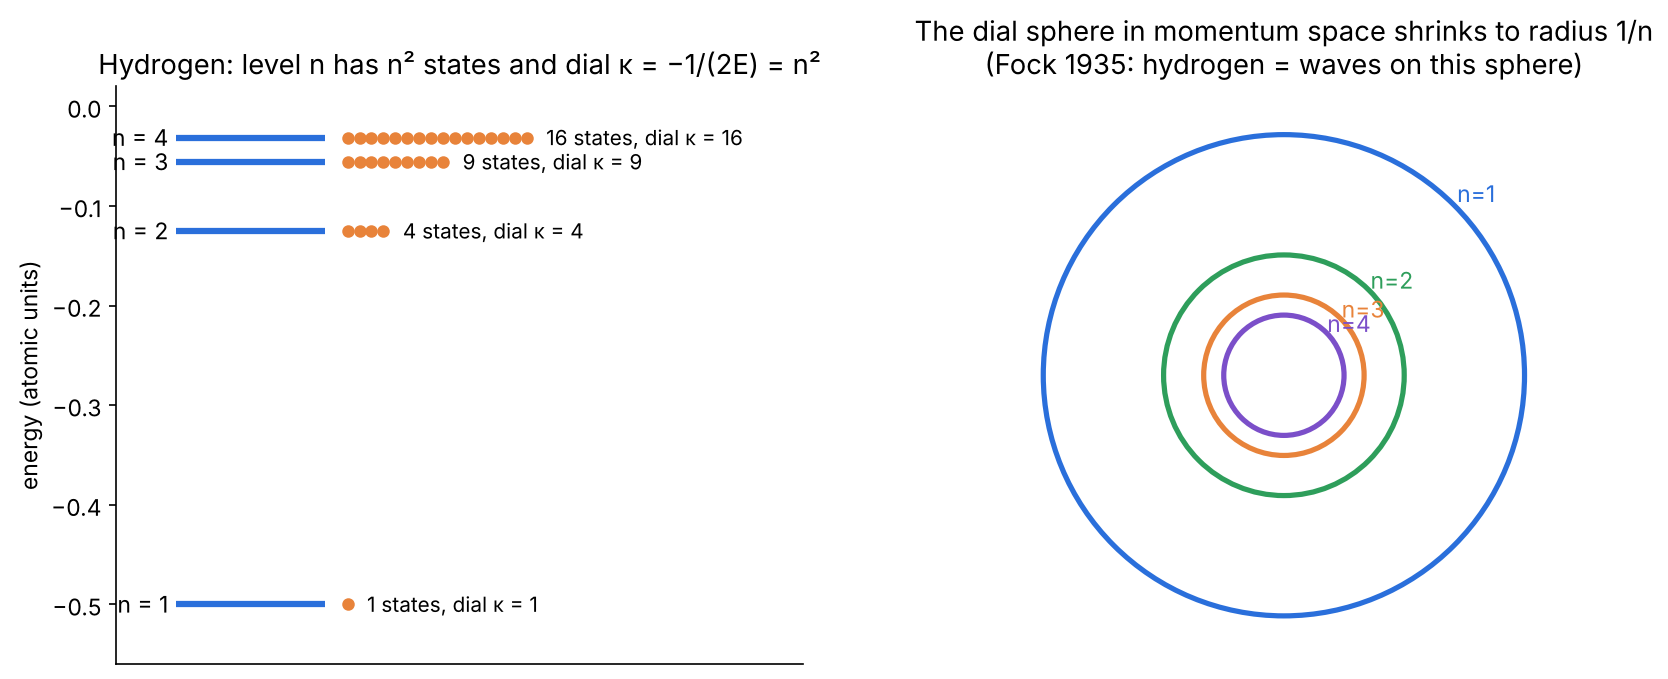 Hydrogen: level n has n² states and dial κ = −1/(2E) = n²
energy (atomic units)
0.0
−0.1
−0.2
−0.3
−0.4
−0.5
n = 4
16 states, dial κ = 16
n = 3
9 states, dial κ = 9
n = 2
4 states, dial κ = 4
n = 1
1 states, dial κ = 1
The dial sphere in momentum space shrinks to radius 1/n
(Fock 1935: hydrogen = waves on this sphere)
n=1
n=2
n=3
n=4